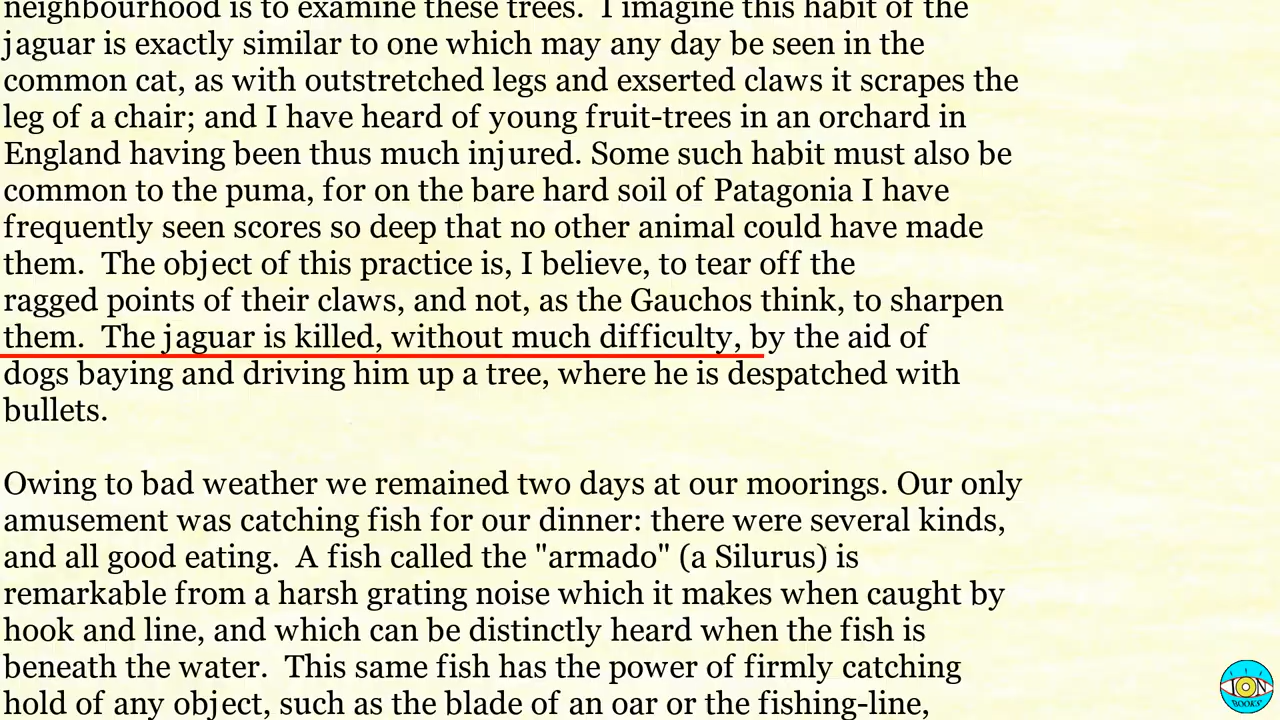 neighbourhood is to examine these trees.  I imagine this habit of the
jaguar is exactly similar to one which may any day be seen in the
common cat, as with outstretched legs and exserted claws it scrapes the
leg of a chair; and I have heard of young fruit-trees in an orchard in
England having been thus much injured. Some such habit must also be
common to the puma, for on the bare hard soil of Patagonia I have
frequently seen scores so deep that no other animal could have made
them.  The object of this practice is, I believe, to tear off the
ragged points of their claws, and not, as the Gauchos think, to sharpen
them.  The jaguar is killed, without much difficulty, by the aid of
dogs baying and driving him up a tree, where he is despatched with
bullets.
Owing to bad weather we remained two days at our moorings. Our only
amusement was catching fish for our dinner: there were several kinds,
and all good eating.  A fish called the "armado" (a Silurus) is
remarkable from a harsh grating noise which it makes when caught by
hook and line, and which can be distinctly heard when the fish is
beneath the water.  This same fish has the power of firmly catching
hold of any object, such as the blade of an oar or the fishing-line,
ION
BOOKS